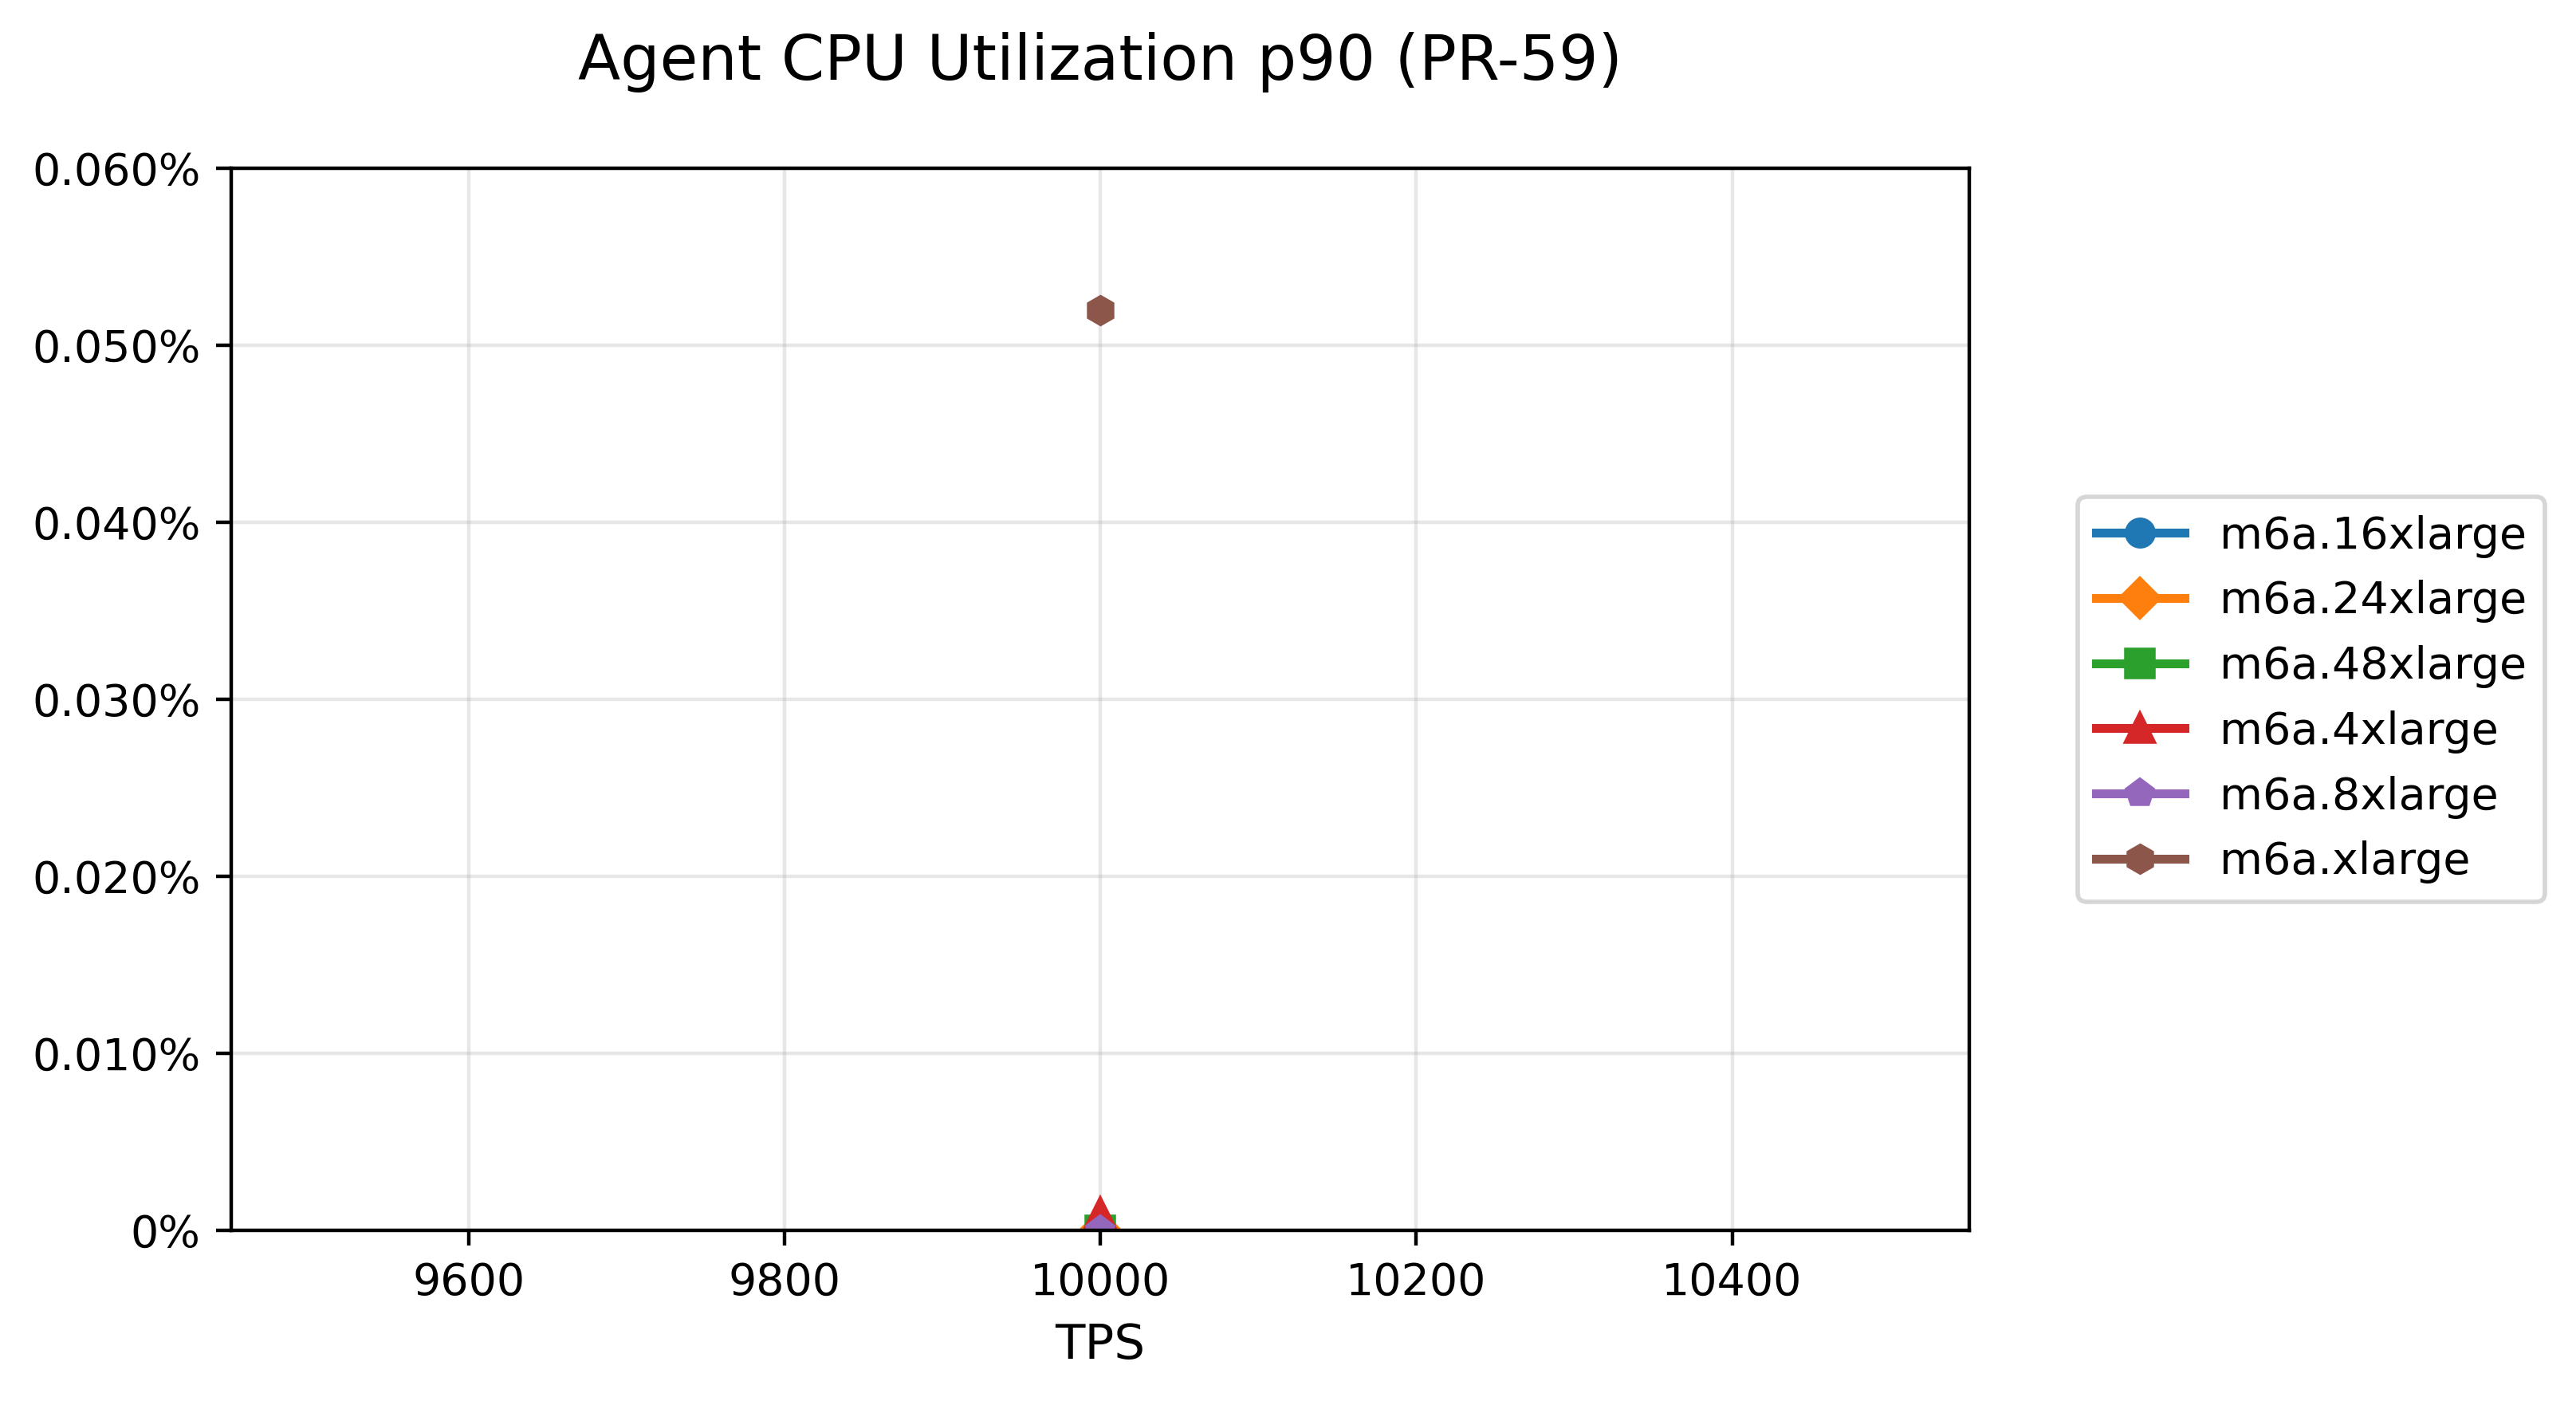 Agent CPU Utilization p90 (PR-59)
0.060%
0.050%
0.040%
0.030%
0.020%
0.010%
0%
9600 9800 10000 10200 10400
TPS
m6a.16xlarge
m6a.24xlarge
m6a.48xlarge
m6a.4xlarge
m6a.8xlarge
m6a.xlarge